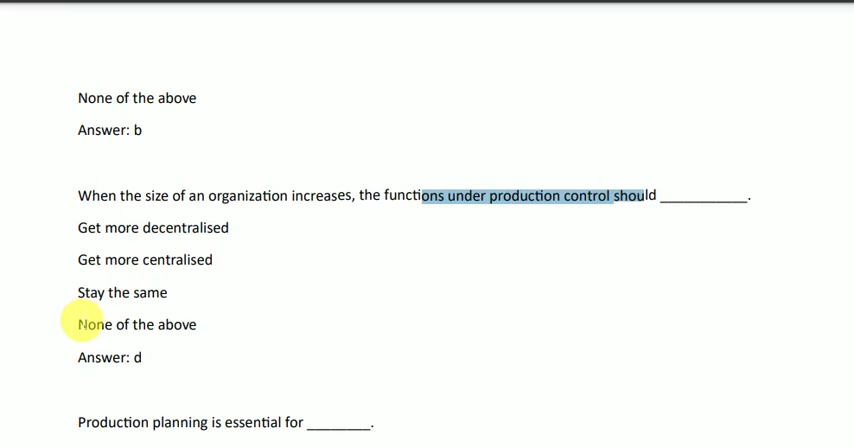 None of the above
Answer: b
When the size of an organization increases, the functions under production control should ___________.
Get more decentralised
Get more centralised
Stay the same
None of the above
Answer: d
Production planning is essential for ________.